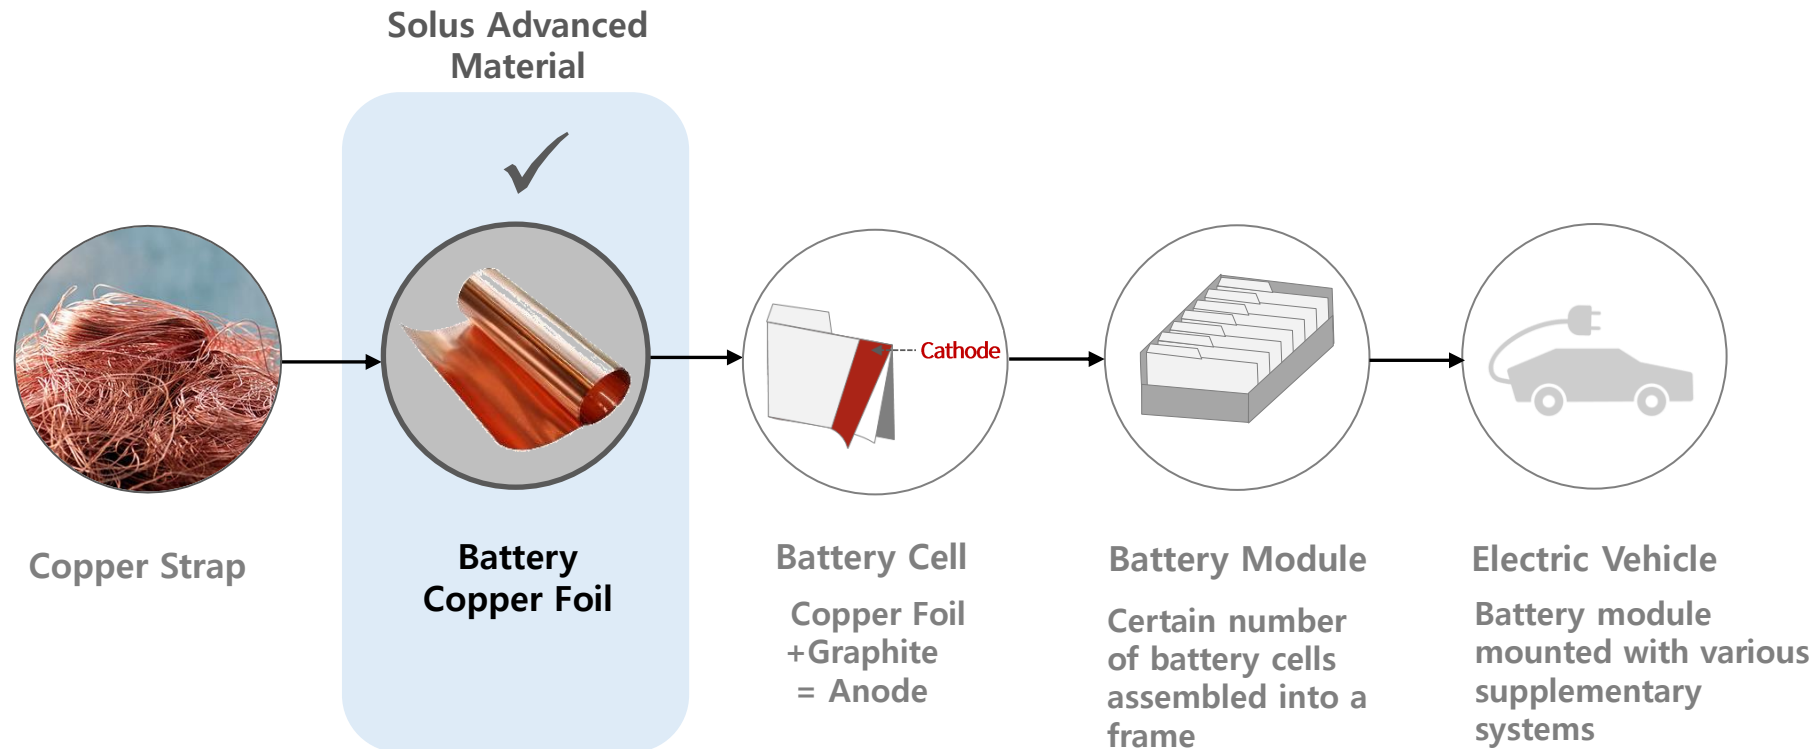 Solus Advanced
Material
Cathode
Copper Strap
Battery
Copper Foil
Battery Cell
Copper Foil
+Graphite
= Anode
Battery Module
Certain number
of battery cells
assembled into a
frame
Electric Vehicle
Battery module
mounted with various
supplementary
systems